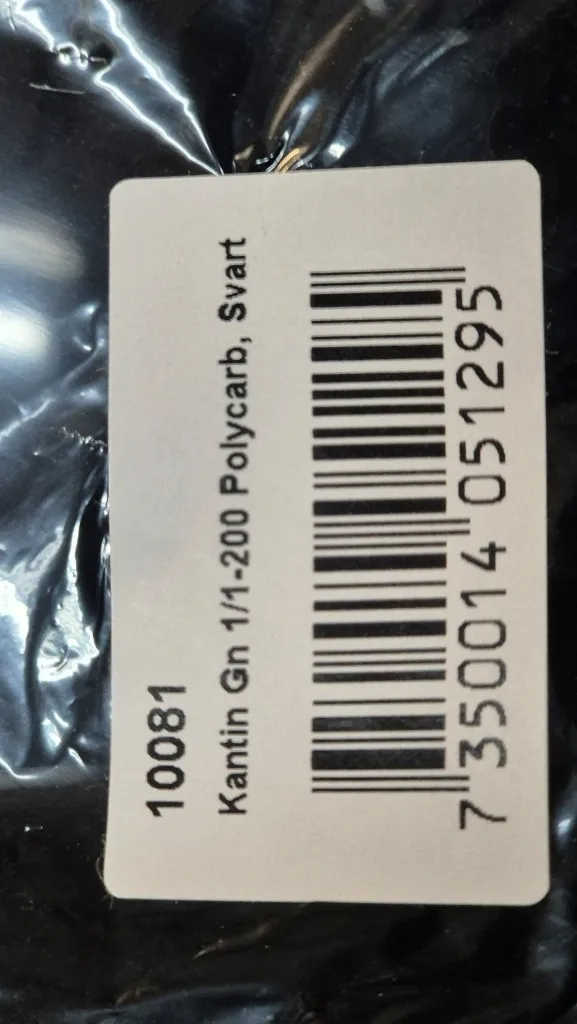 10081
Kantin Gn 1/1-200 Polycarb, Svart
7 350014 051295